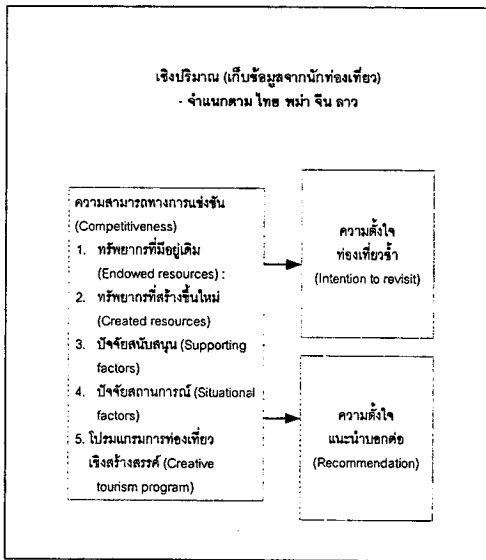 เชิงปริมาณ (เก็บข้อมูลจากนักท่องเที่ยว)
- จำแนกตาม ไทย พม่า จีน ลาว
ความสามารถทางการแข่งขัน
(Competitiveness)
1. ทรัพยากรที่มีอยู่เดิม
(Endowed resources) :
2. ทรัพยากรที่สร้างขึ้นใหม่
(Created resources)
3. ปัจจัยสนับสนุน (Supporting
factors)
4. ปัจจัยสถานการณ์ (Situational
factors)
5. โปรมแกรมการท่องเที่ยว
เชิงสร้างสรรค์ (Creative
tourism program)
ความตั้งใจ
ท่องเที่ยวซ้ำ
(Intention to revisit)
ความตั้งใจ
แนะนำบอกต่อ
(Recommendation)